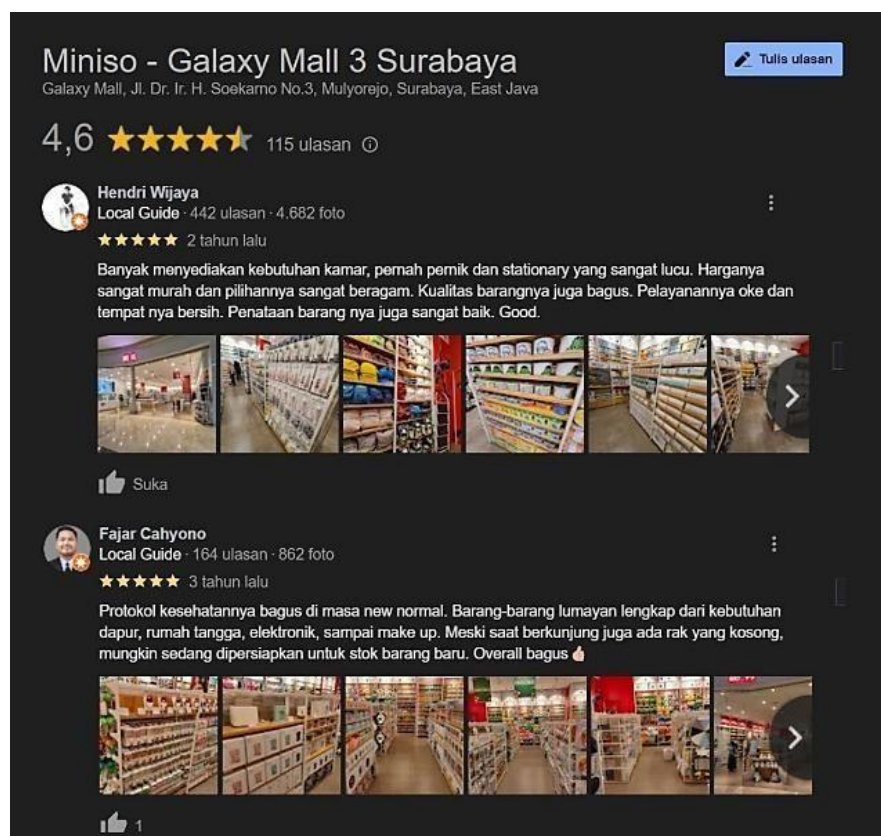 Miniso - Galaxy Mall 3 Surabaya
Tulis ulasan
Galaxy Mall, Jl. Dr. Ir. H. Soekarno No.3, Mulyorejo, Surabaya, East Java
4,6 115 ulasan
Hendri Wijaya
Local Guide · 442 ulasan · 4.682 foto
2 tahun lalu
Banyak menyediakan kebutuhan kamar, pernah pernik dan stationary yang sangat lucu. Harganya
sangat murah dan pilihannya sangat beragam. Kualitas barangnya juga bagus. Pelayanannya oke dan
tempat nya bersih. Penataan barang nya juga sangat baik. Good.
Suka
Fajar Cahyono
Local Guide · 164 ulasan · 862 foto
3 tahun lalu
Protokol kesehatannya bagus di masa new normal. Barang-barang lumayan lengkap dari kebutuhan
dapur, rumah tangga, elektronik, sampai make up. Meski saat berkunjung juga ada rak yang kosong,
mungkin sedang dipersiapkan untuk stok barang baru. Overall bagus👍🏻
1